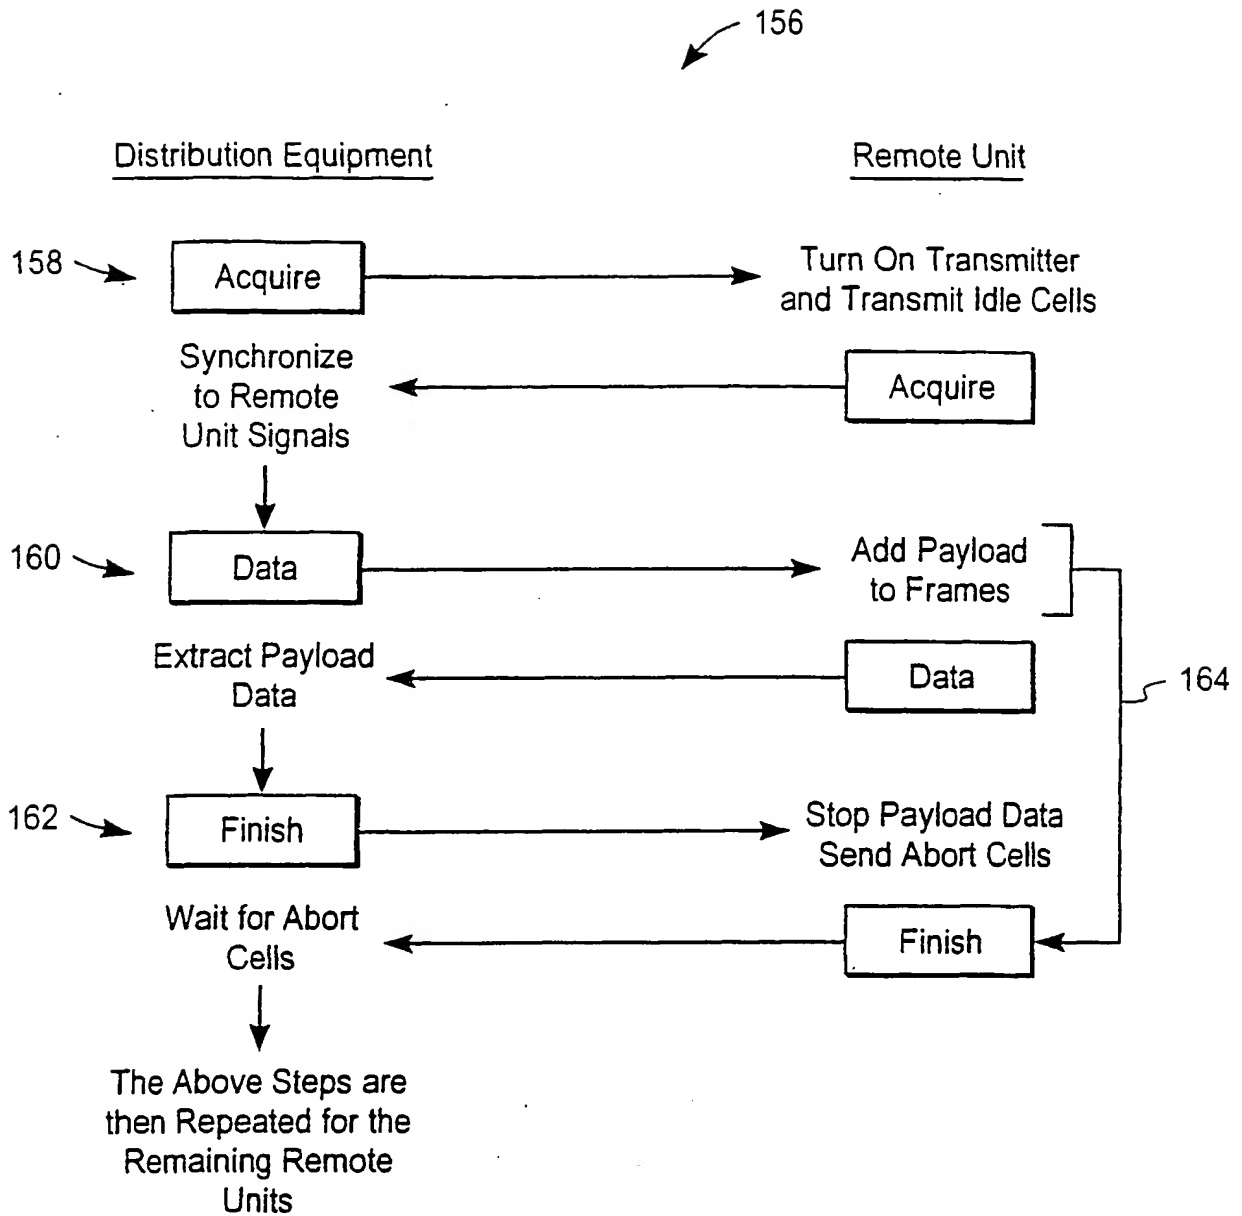 156
Distribution Equipment
Remote Unit
158
Acquire
Turn On Transmitter
and Transmit Idle Cells
Synchronize
to Remote
Unit Signals
Acquire
160
Data
Add Payload
to Frames
Extract Payload
Data
Data
164
162
Finish
Stop Payload Data
Send Abort Cells
Wait for Abort
Cells
Finish
The Above Steps are
then Repeated for the
Remaining Remote
Units